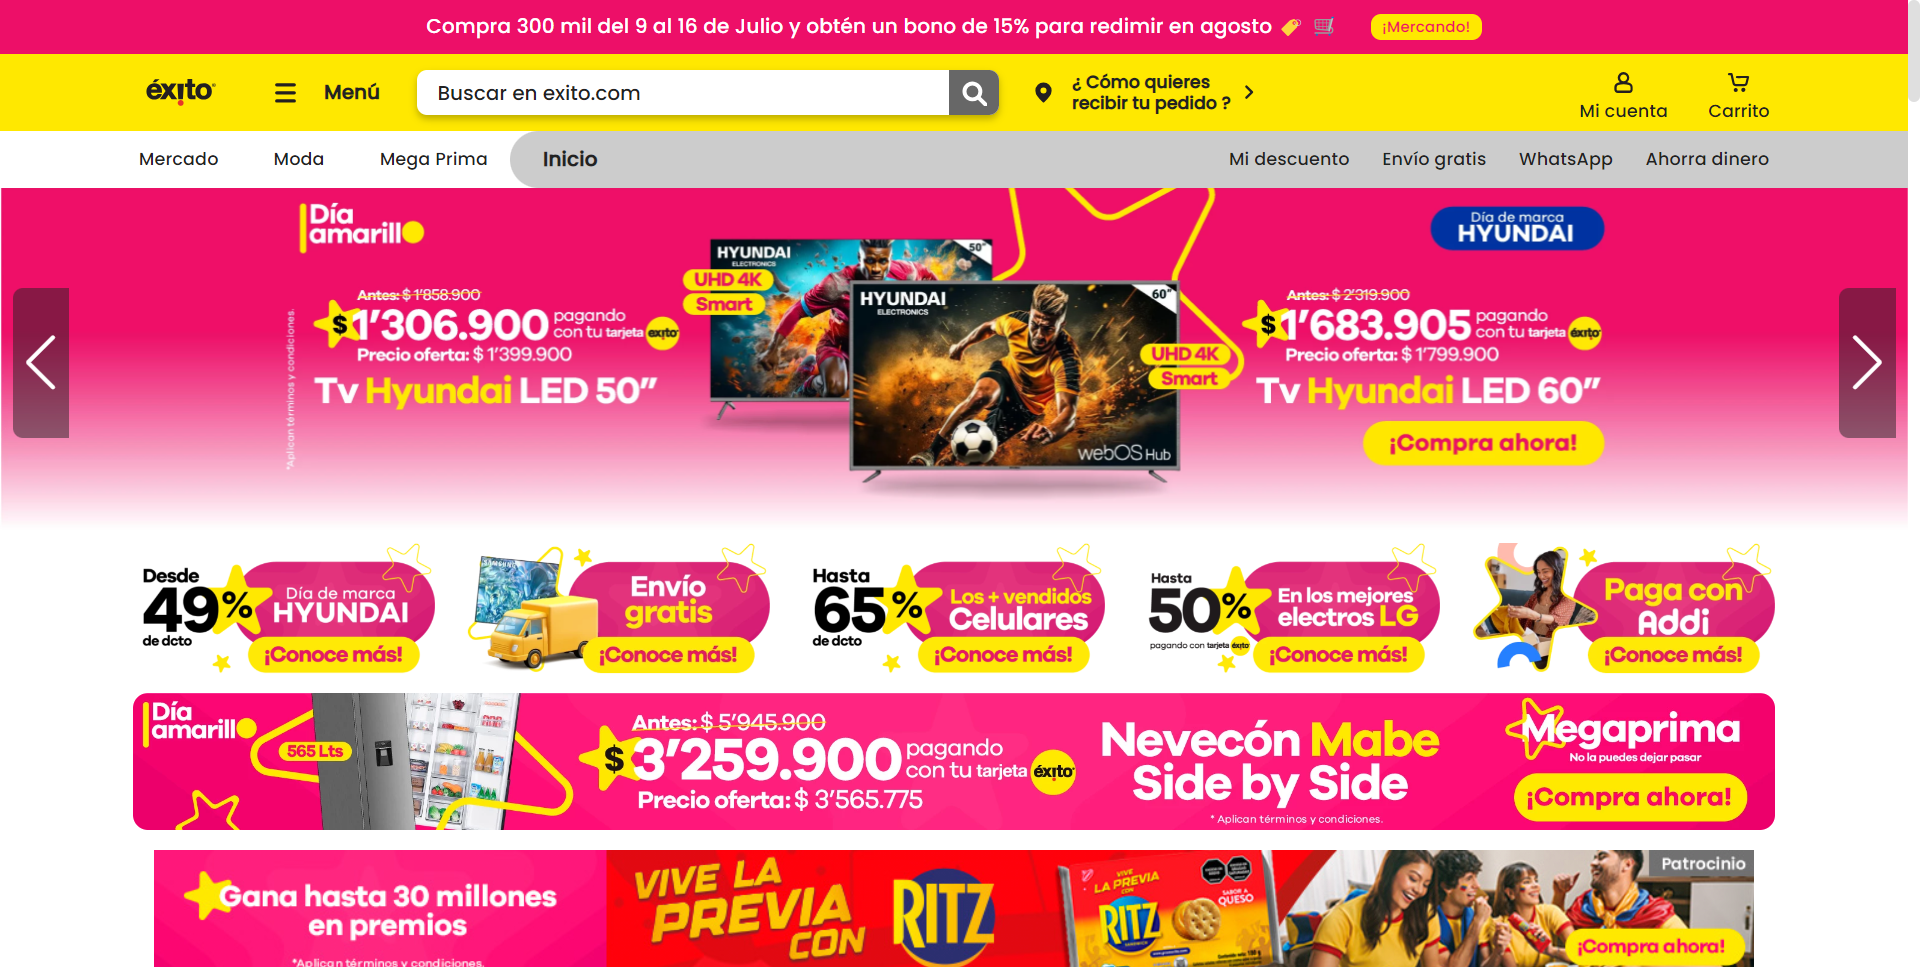 Compra 300 mil del 9 al 16 de Julio y obtén un bono de 15% para redimir en agosto
¡Mercando!
éxito
Menú
Buscar en exito.com
¿ Cómo quieres
recibir tu pedido ?
Mi cuenta
Carrito
Mercado
Moda
Mega Prima
Inicio
Mi descuento
Envío gratis
WhatsApp
Ahorra dinero
Día
amarillo
Antes: $ 1'858.900
$ 1'306.900 pagando
con tu tarjeta éxito
Precio oferta: $ 1'399.900
Tv Hyundai LED 50"
*Aplican términos y condiciones.
HYUNDAI
ELECTRONICS
50"
UHD 4K
Smart
HYUNDAI
ELECTRONICS
60"
webOS Hub
UHD 4K
Smart
Día de marca
HYUNDAI
Antes: $ 2'319.900
$ 1'683.905 pagando
con tu tarjeta éxito
Precio oferta: $ 1'799.900
Tv Hyundai LED 60"
¡Compra ahora!
Desde
49%
de dcto
Día de marca
HYUNDAI
¡Conoce más!
SAMSUNG
Envío
gratis
¡Conoce más!
Hasta
65%
de dcto
Los + vendidos
Celulares
¡Conoce más!
Hasta
50%
pagando con tarjeta éxito
En los mejores
electros LG
¡Conoce más!
Paga con
Addi
¡Conoce más!
Día
amarillo
565 Lts
Antes: $ 5'945.900
$ 3'259.900 pagando
con tu tarjeta éxito
Precio oferta: $ 3'565.775
Nevecón Mabe
Side by Side
* Aplican términos y condiciones.
Megaprima
No la puedes dejar pasar
¡Compra ahora!
Gana hasta 30 millones
en premios
*Aplican términos y condiciones.
VIVE LA
PREVIA
CON
RITZ
VIVE
LA PREVIA
CON
RITZ
SABOR A
QUESO
Patrocinio
¡Compra ahora!